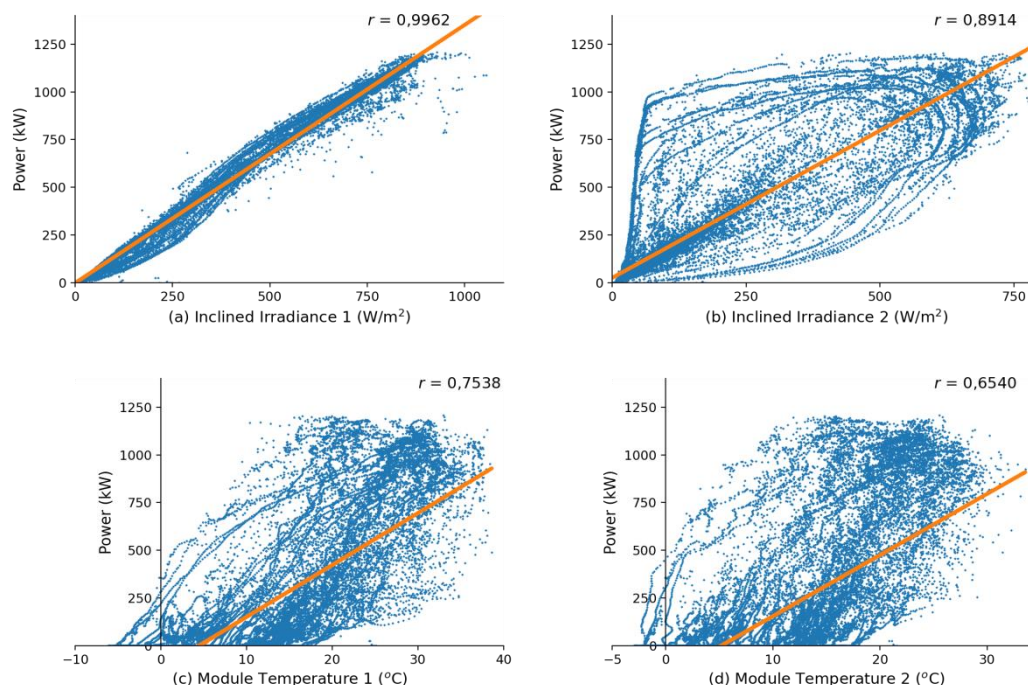 r = 0,9962
1250
1000
750
500
250
0
Power (kW)
0 250 500 750 1000
(a) Inclined Irradiance 1 (W/m²)
r = 0,8914
1250
1000
750
500
250
0
Power (kW)
0 250 500 750
(b) Inclined Irradiance 2 (W/m²)
r = 0,7538
1250
1000
750
500
250
0
Power (kW)
−10 0 10 20 30 40
(c) Module Temperature 1 (°C)
r = 0,6540
1250
1000
750
500
250
0
Power (kW)
−5 0 10 20 30
(d) Module Temperature 2 (°C)